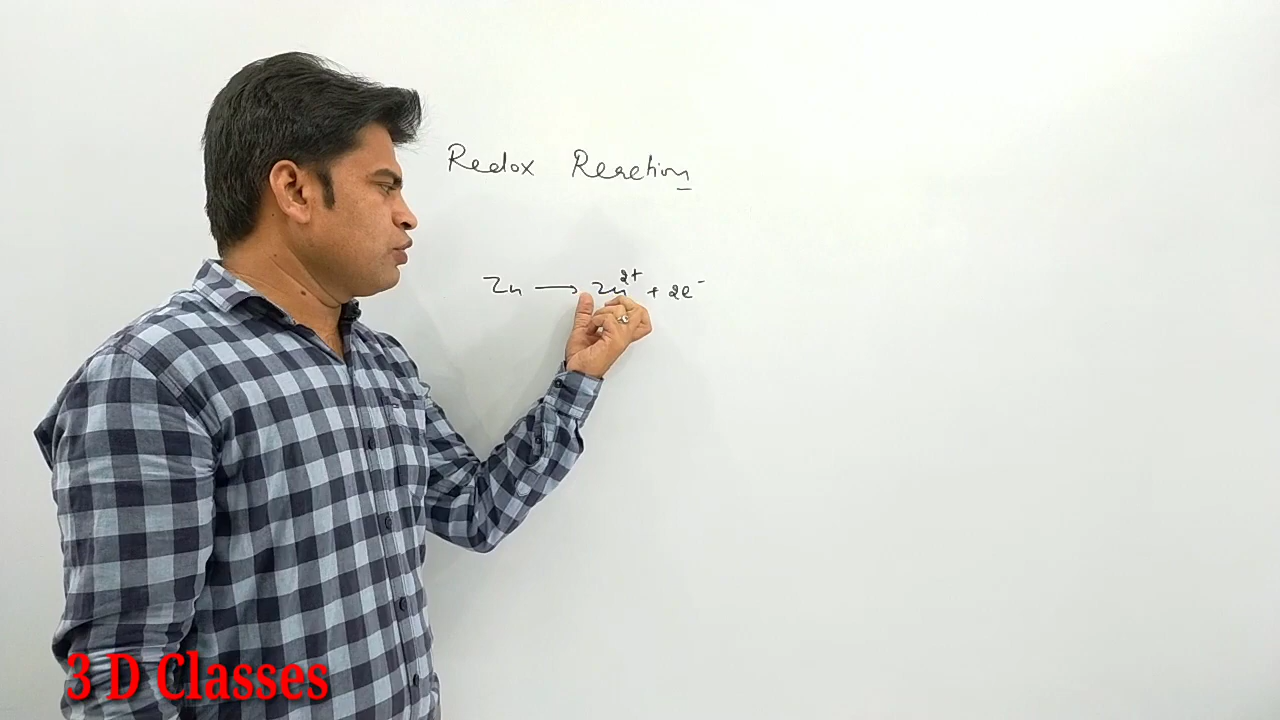 Redox Reaction
Zn → Zn²⁺ + 2e⁻
3 D Classes